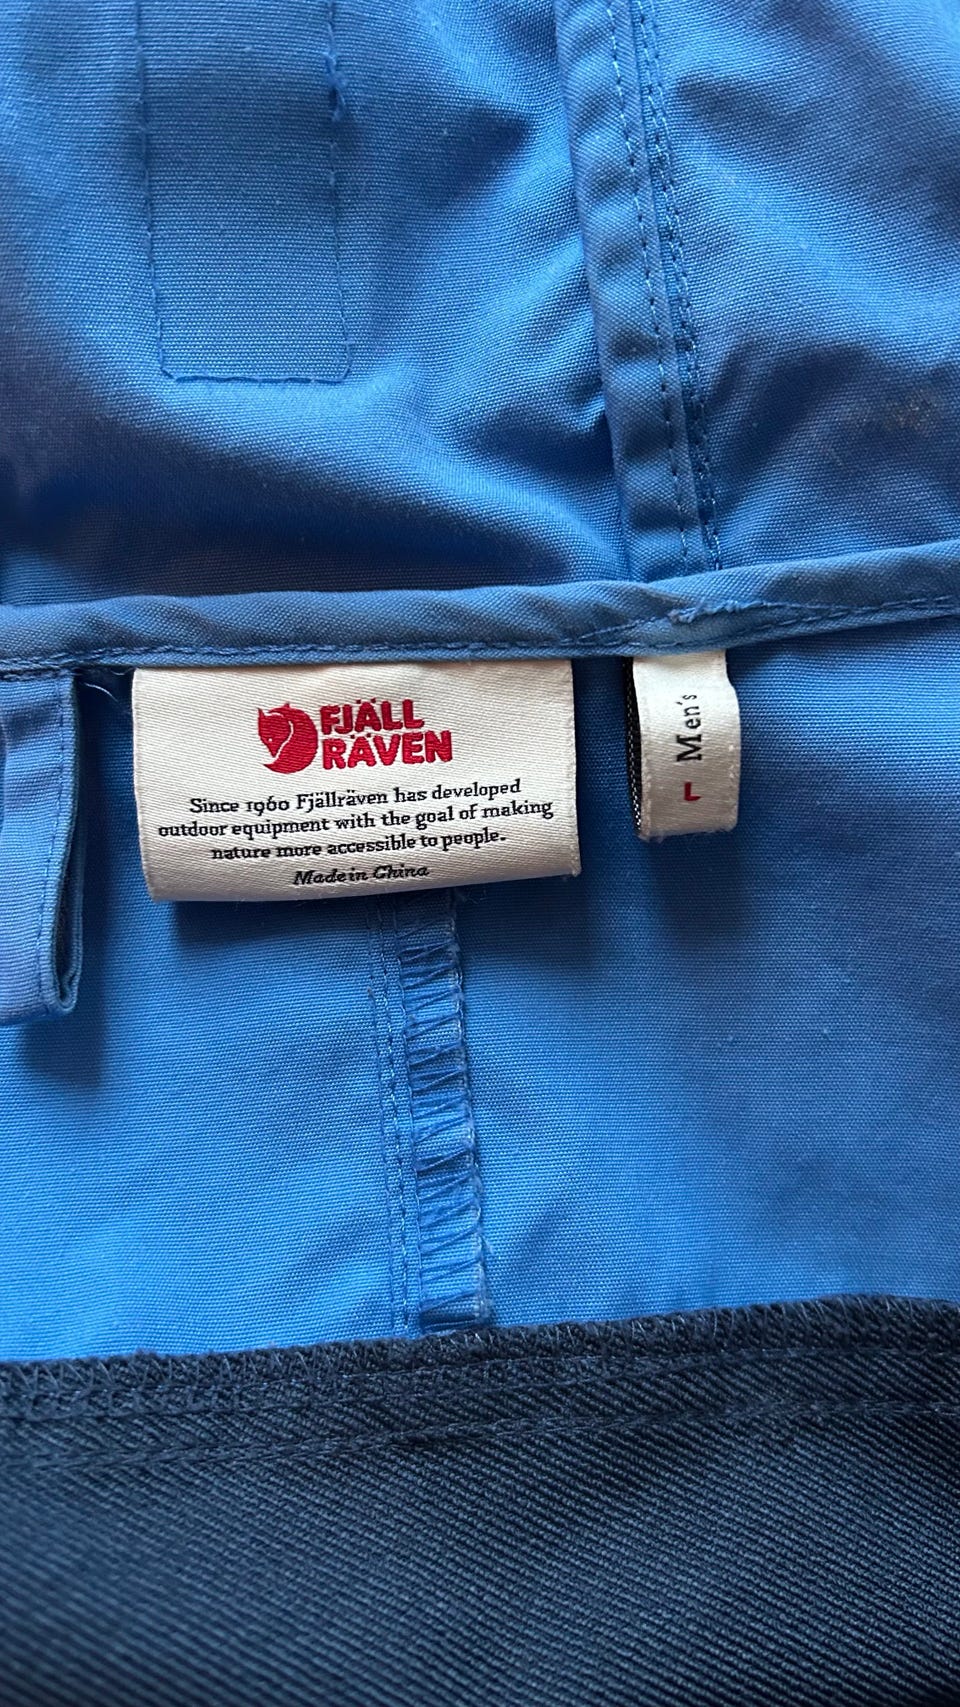 FJÄLL
RÄVEN
Since 1960 Fjällräven has developed
outdoor equipment with the goal of making
nature more accessible to people.
Made in China
Men's
L